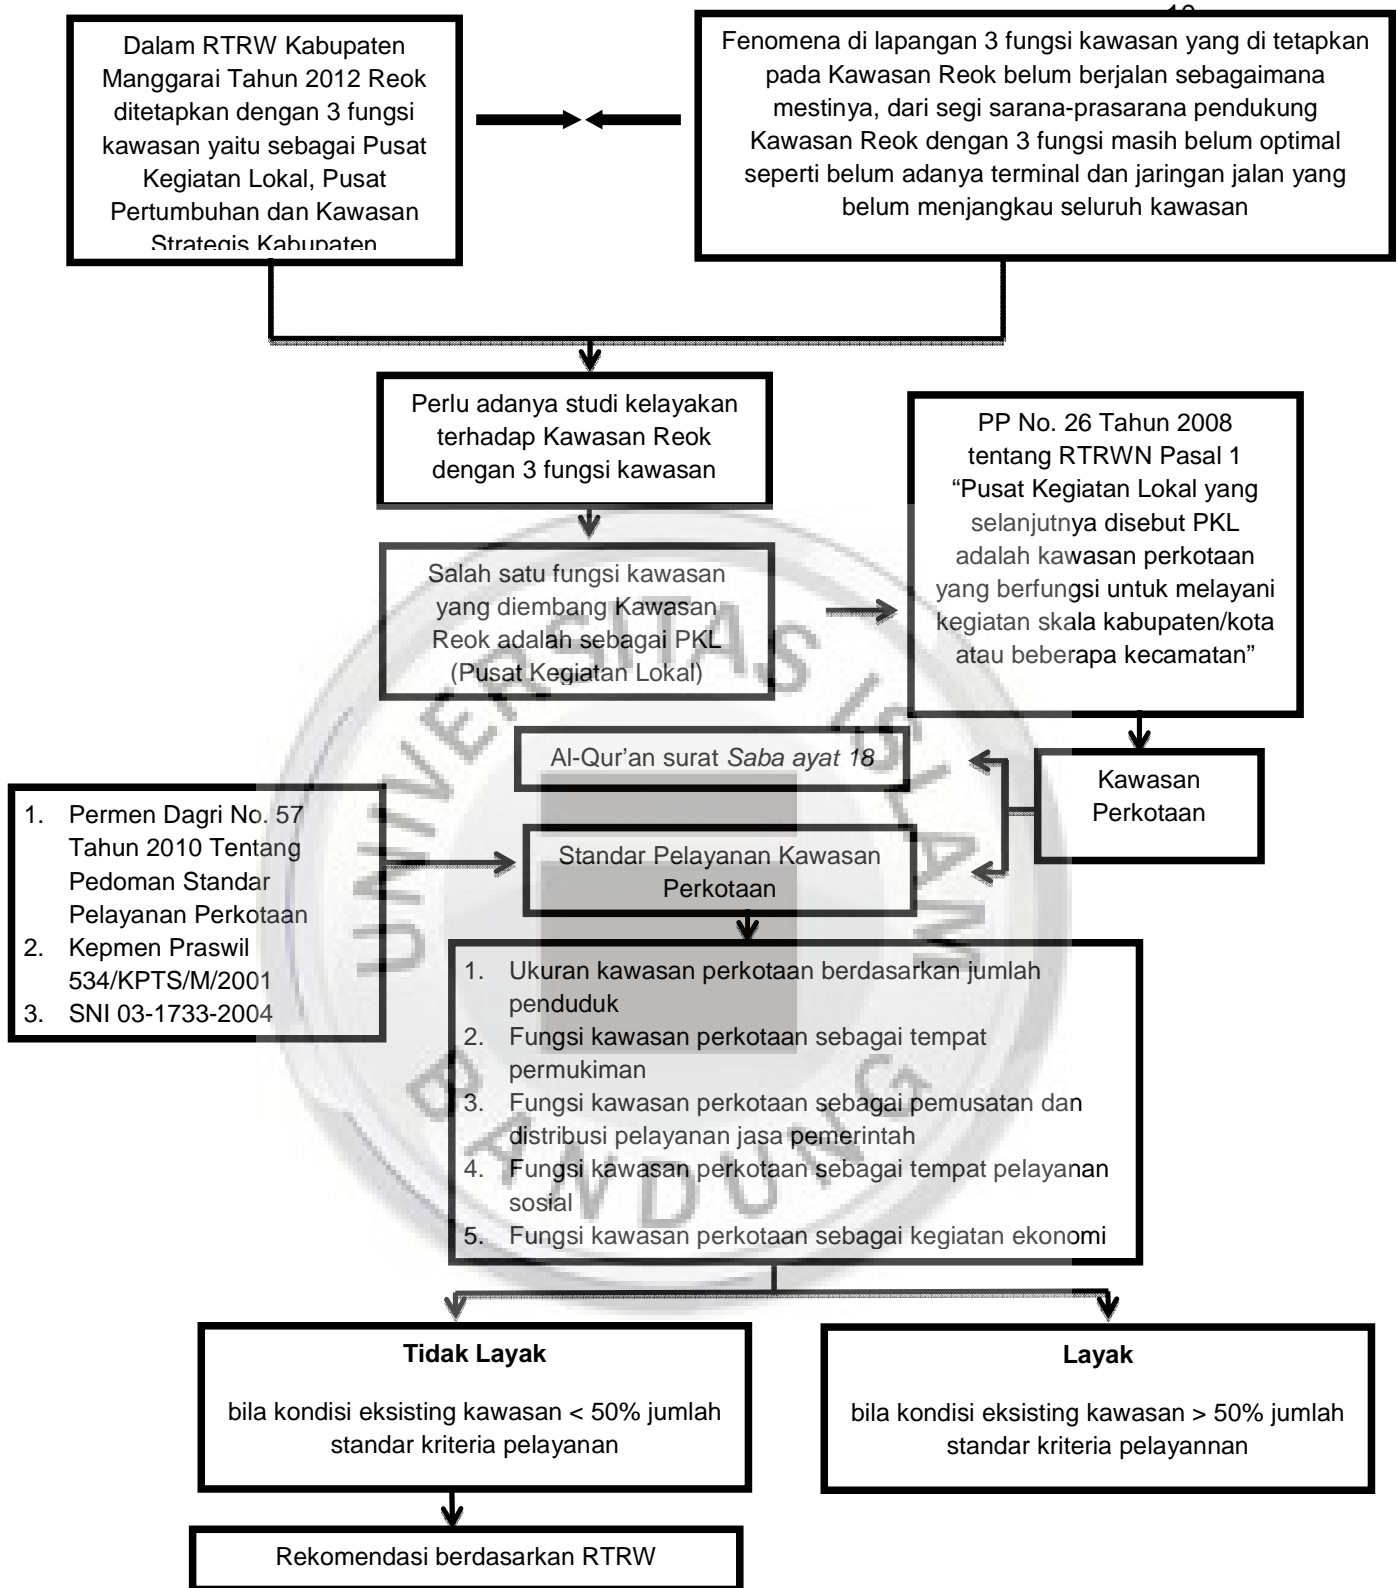 Dalam RTRW Kabupaten
Manggarai Tahun 2012 Reok
ditetapkan dengan 3 fungsi
kawasan yaitu sebagai Pusat
Kegiatan Lokal, Pusat
Pertumbuhan dan Kawasan
Strategis Kabupaten
Fenomena di lapangan 3 fungsi kawasan yang di tetapkan
pada Kawasan Reok belum berjalan sebagaimana
mestinya, dari segi sarana-prasarana pendukung
Kawasan Reok dengan 3 fungsi masih belum optimal
seperti belum adanya terminal dan jaringan jalan yang
belum menjangkau seluruh kawasan
Perlu adanya studi kelayakan
terhadap Kawasan Reok
dengan 3 fungsi kawasan
Salah satu fungsi kawasan
yang diembang Kawasan
Reok adalah sebagai PKL
(Pusat Kegiatan Lokal)
PP No. 26 Tahun 2008
tentang RTRWN Pasal 1
“Pusat Kegiatan Lokal yang
selanjutnya disebut PKL
adalah kawasan perkotaan
yang berfungsi untuk melayani
kegiatan skala kabupaten/kota
atau beberapa kecamatan”
Kawasan
Perkotaan
Al-Qur’an surat Saba ayat 18
1. Permen Dagri No. 57
Tahun 2010 Tentang
Pedoman Standar
Pelayanan Perkotaan
2. Kepmen Praswil
534/KPTS/M/2001
3. SNI 03-1733-2004
Standar Pelayanan Kawasan
Perkotaan
1. Ukuran kawasan perkotaan berdasarkan jumlah
penduduk
2. Fungsi kawasan perkotaan sebagai tempat
permukiman
3. Fungsi kawasan perkotaan sebagai pemusatan dan
distribusi pelayanan jasa pemerintah
4. Fungsi kawasan perkotaan sebagai tempat pelayanan
sosial
5. Fungsi kawasan perkotaan sebagai kegiatan ekonomi
Tidak Layak
bila kondisi eksisting kawasan < 50% jumlah
standar kriteria pelayanan
Layak
bila kondisi eksisting kawasan > 50% jumlah
standar kriteria pelayannan
Rekomendasi berdasarkan RTRW
UNIVERSITAS ISLAM
BANDUNG